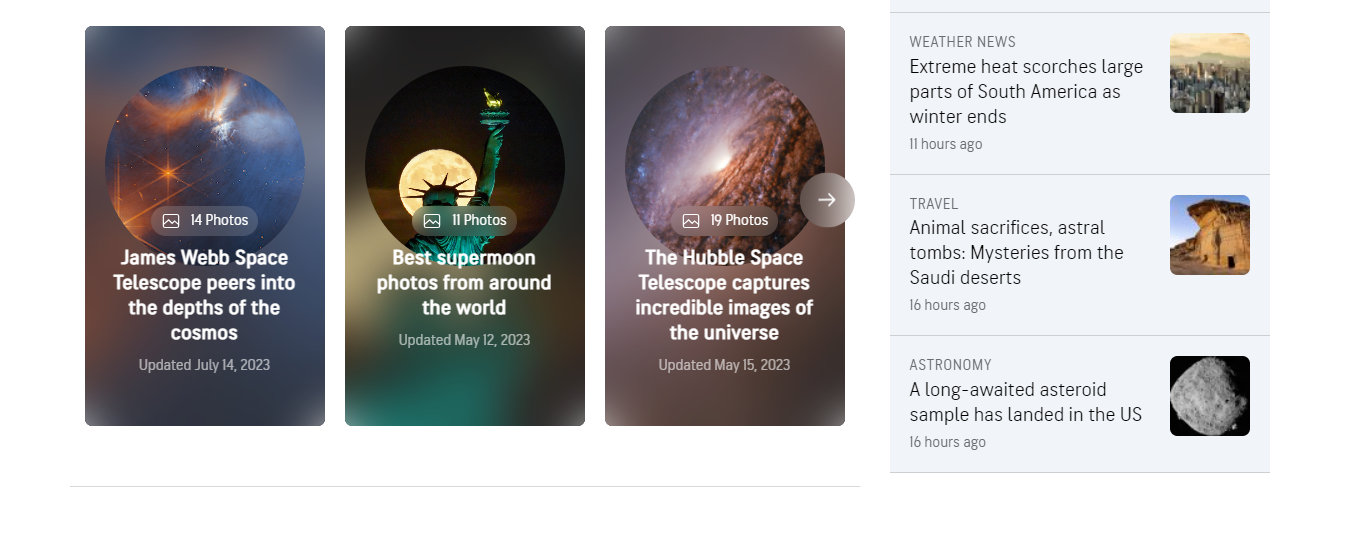 14 Photos
James Webb Space
Telescope peers into
the depths of the
cosmos
Updated July 14, 2023
11 Photos
Best supermoon
photos from around
the world
Updated May 12, 2023
19 Photos
The Hubble Space
Telescope captures
incredible images of
the universe
Updated May 15, 2023
WEATHER NEWS
Extreme heat scorches large
parts of South America as
winter ends
11 hours ago
TRAVEL
Animal sacrifices, astral
tombs: Mysteries from the
Saudi deserts
16 hours ago
ASTRONOMY
A long-awaited asteroid
sample has landed in the US
16 hours ago